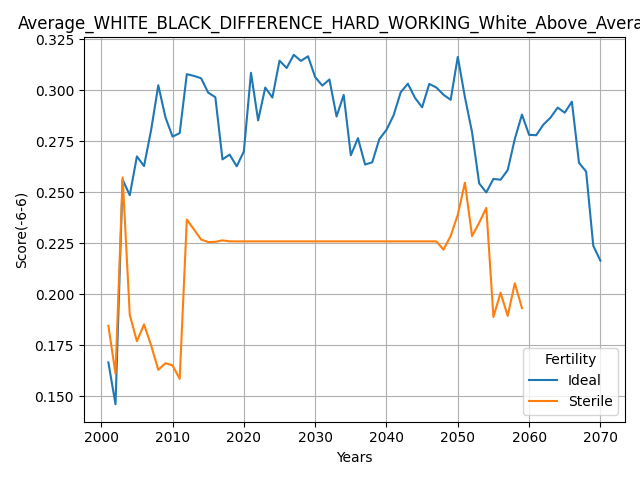 Average_WHITE_BLACK_DIFFERENCE_HARD_WORKING_White_Above_Avera
0.325
0.300
0.275
0.250
0.225
0.200
0.175
0.150
Score(-6-6)
2000 2010 2020 2030 2040 2050 2060 2070
Years
Fertility
Ideal
Sterile